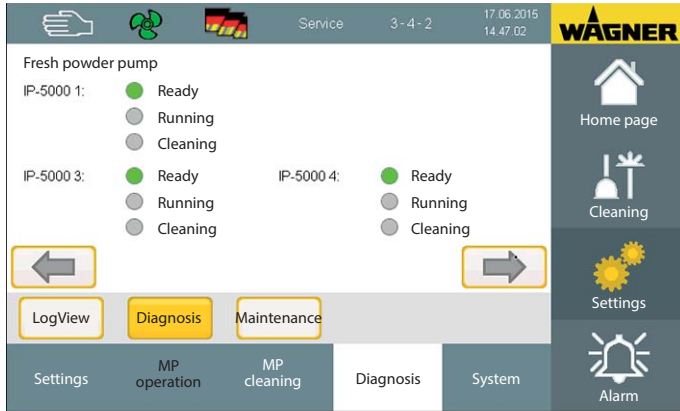 Service 3-4-2 17.06.2015
14.47.02
WAGNER
Fresh powder pump
IP-5000 1: Ready
Running
Cleaning
IP-5000 3: Ready IP-5000 4: Ready
Running Running
Cleaning Cleaning
Home page
Cleaning
Settings
Alarm
LogView Diagnosis Maintenance
Settings MP operation MP cleaning Diagnosis System